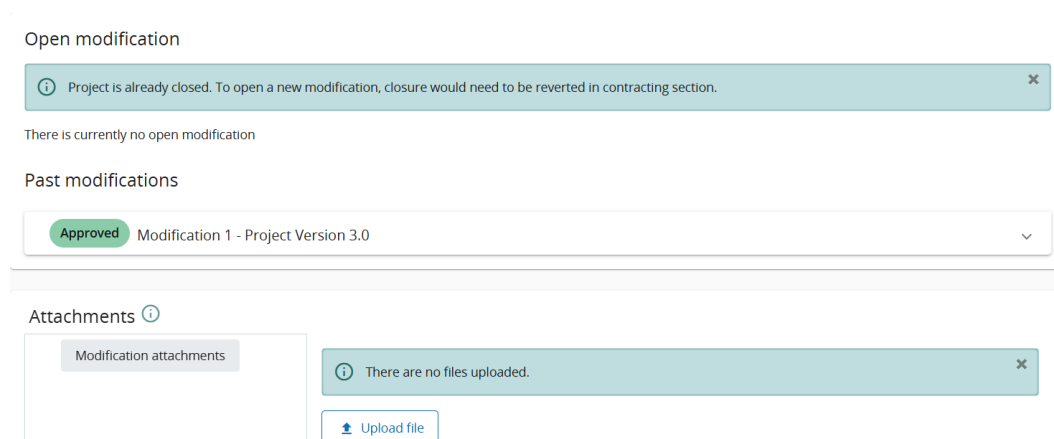 Open modification
Project is already closed. To open a new modification, closure would need to be reverted in contracting section.
There is currently no open modification
Past modifications
Approved Modification 1 - Project Version 3.0
Attachments
Modification attachments
There are no files uploaded.
Upload file